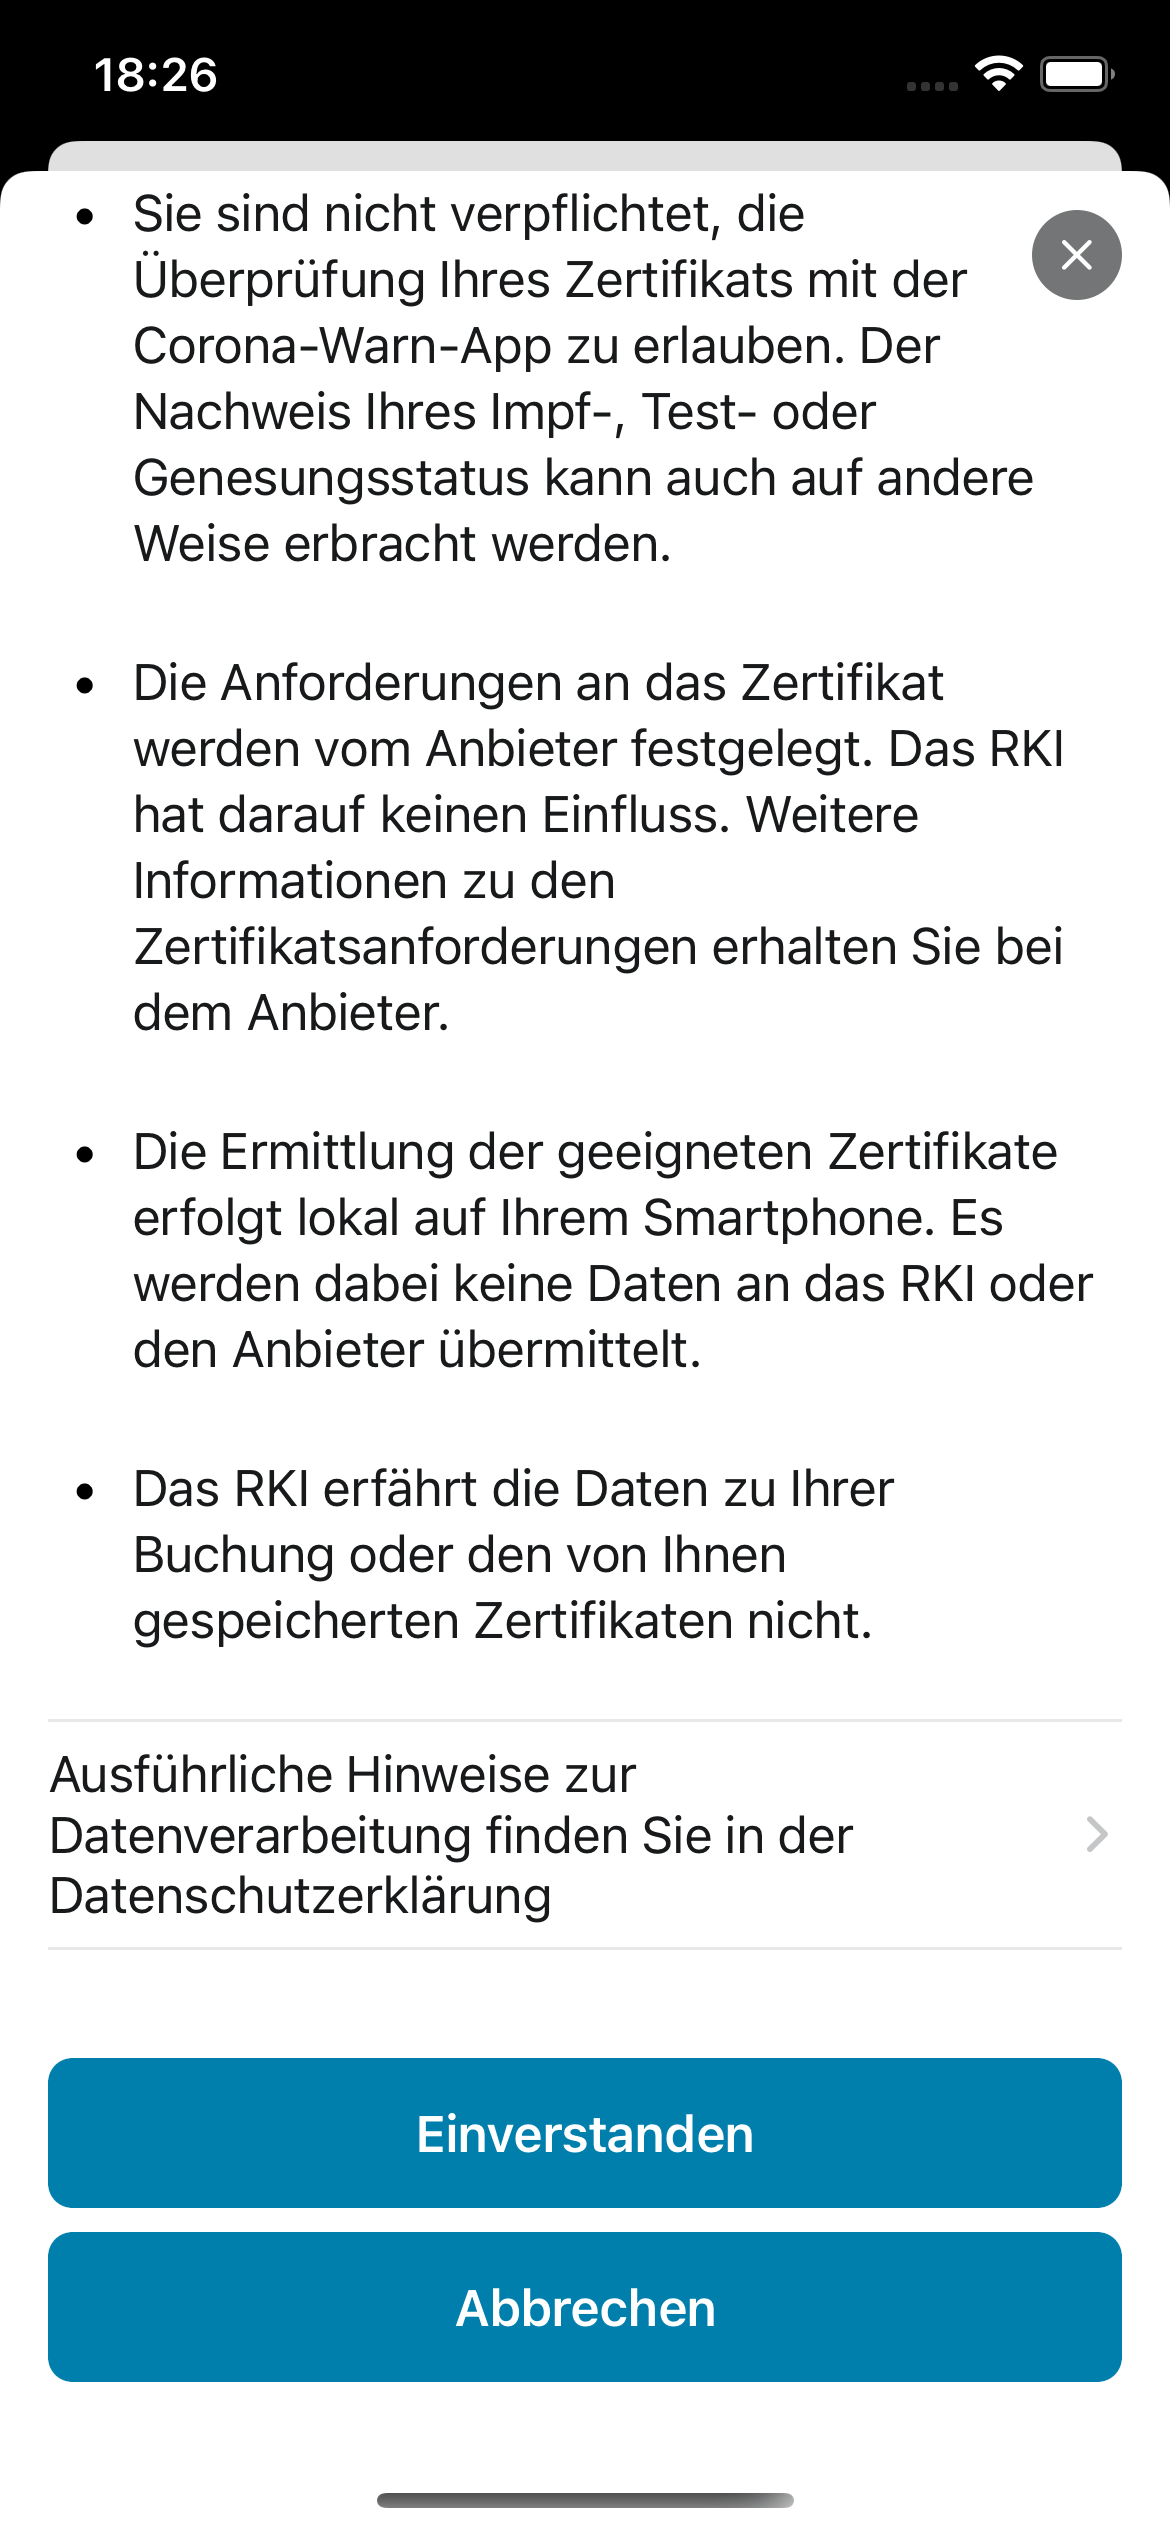 18:26
• Sie sind nicht verpflichtet, die
Überprüfung Ihres Zertifikats mit der
Corona-Warn-App zu erlauben. Der
Nachweis Ihres Impf-, Test- oder
Genesungsstatus kann auch auf andere
Weise erbracht werden.
• Die Anforderungen an das Zertifikat
werden vom Anbieter festgelegt. Das RKI
hat darauf keinen Einfluss. Weitere
Informationen zu den
Zertifikatsanforderungen erhalten Sie bei
dem Anbieter.
• Die Ermittlung der geeigneten Zertifikate
erfolgt lokal auf Ihrem Smartphone. Es
werden dabei keine Daten an das RKI oder
den Anbieter übermittelt.
• Das RKI erfährt die Daten zu Ihrer
Buchung oder den von Ihnen
gespeicherten Zertifikaten nicht.
Ausführliche Hinweise zur
Datenverarbeitung finden Sie in der
Datenschutzerklärung
Einverstanden
Abbrechen